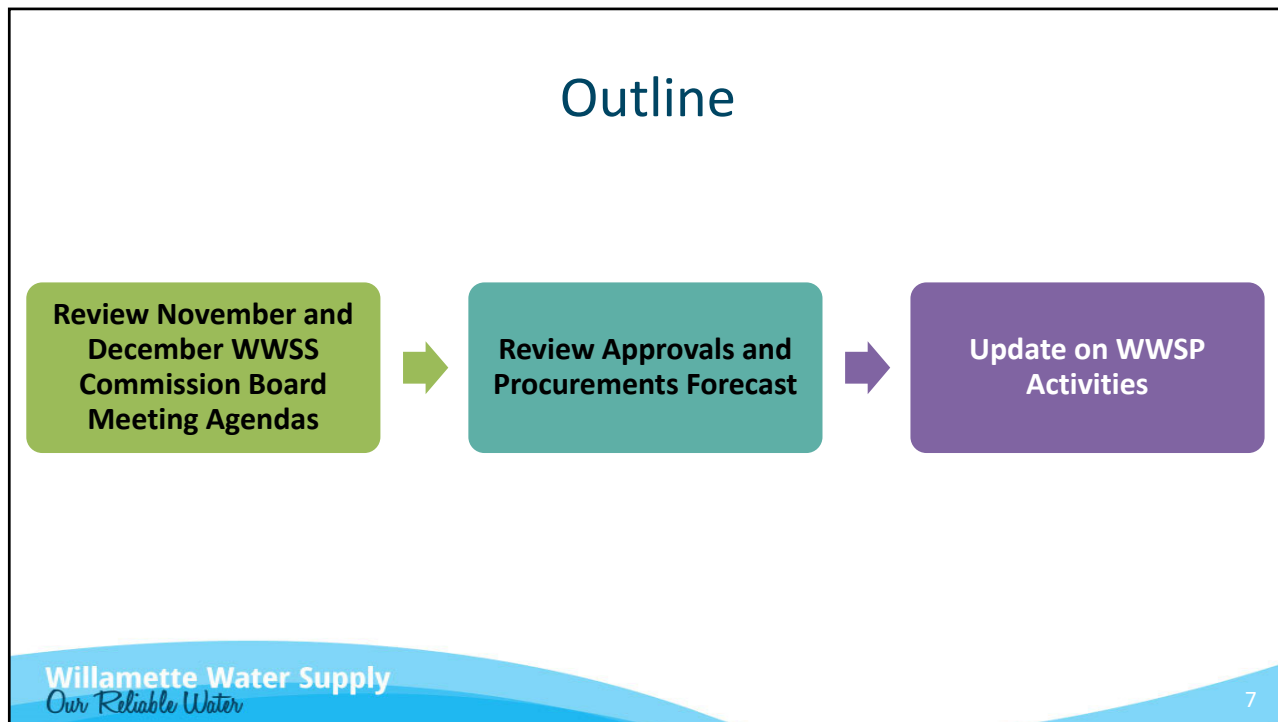 Outline
Review November and
December WWSS
Commission Board
Meeting Agendas
Review Approvals and
Procurements Forecast
Update on WWSP
Activities
Willamette Water Supply
Our Reliable Water
7